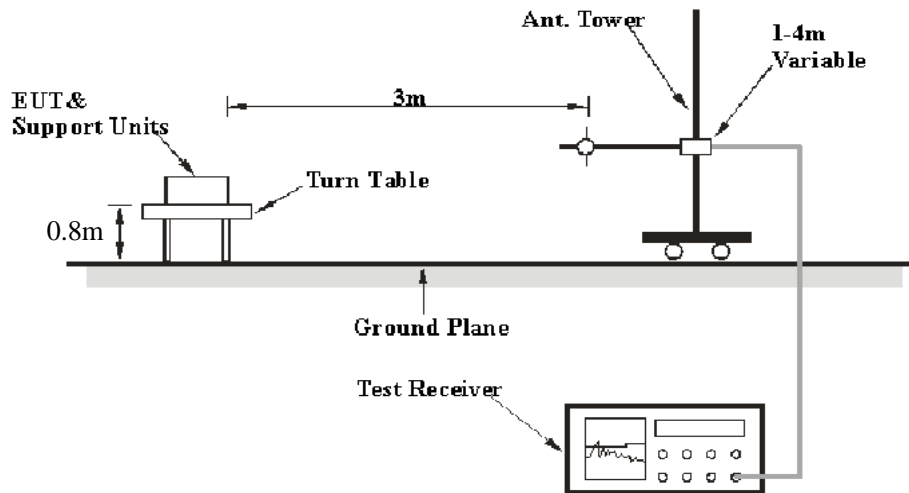 Ant. Tower
1-4m
Variable
EUT&
Support Units
3m
Turn Table
0.8m
Ground Plane
Test Receiver